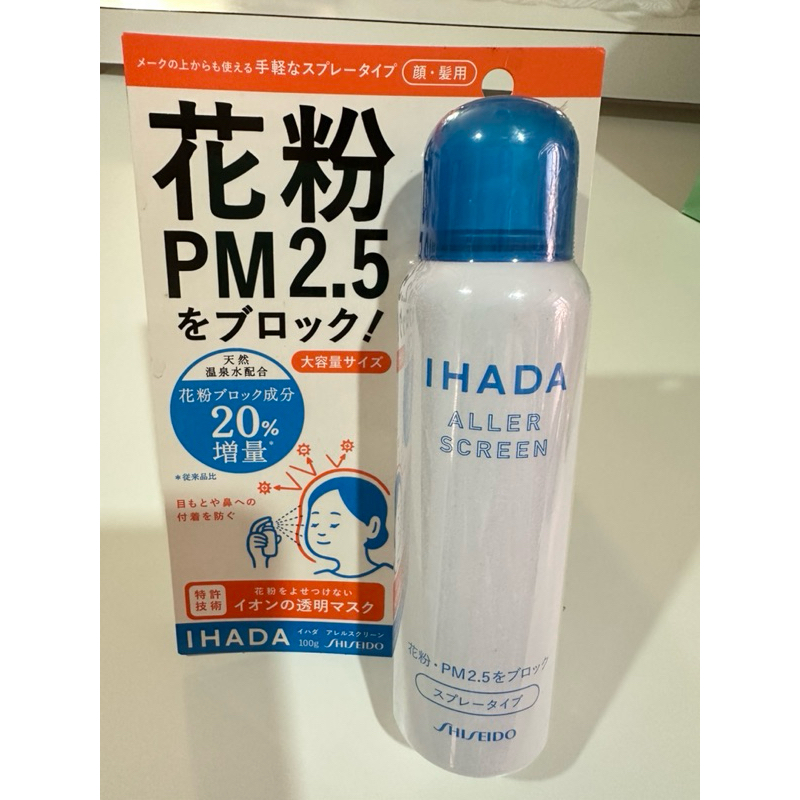 メークの上からも使える手軽なスプレータイプ 顔・髪用
花粉
PM2.5
をブロック!
天然
温泉水配合
大容量サイズ
花粉ブロック成分
20%
増量*
*従来品比
目もとや鼻への
付着を防ぐ
特許
技術
花粉をよせつけない
イオンの透明マスク
IHADA
イハダ アレルスクリーン
100g SHISEIDO
IHADA
ALLER
SCREEN
花粉・PM2.5をブロック
スプレータイプ
SHISEIDO